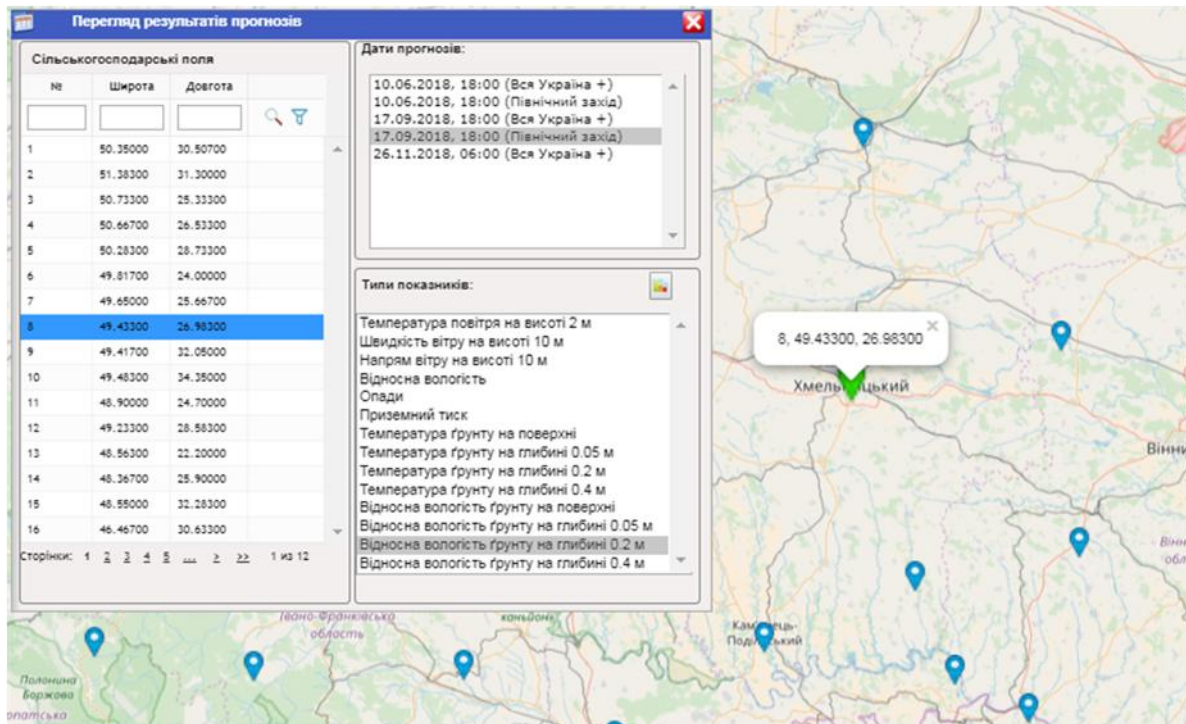 Перегляд результатів прогнозів
Сільськогосподарські поля
№ Широта Довгота
1 50.35000 30.50700
2 51.38300 31.30000
3 50.73300 25.33300
4 50.66700 26.53300
5 50.28300 28.73300
6 49.81700 24.00000
7 49.65000 25.66700
8 49.43300 26.98300
9 49.41700 32.05000
10 49.48300 34.35000
11 48.90000 24.70000
12 49.23300 28.58300
13 48.56300 22.20000
14 48.36700 25.90000
15 48.55000 32.28300
16 46.46700 30.63300
Сторінки: 1 2 3 4 5 ... > >> 1 из 12
Дати прогнозів:
10.06.2018, 18:00 (Вся Україна +)
10.06.2018, 18:00 (Північний захід)
17.09.2018, 18:00 (Вся Україна +)
17.09.2018, 18:00 (Північний захід)
26.11.2018, 06:00 (Вся Україна +)
Типи показників:
Температура повітря на висоті 2 м
Швидкість вітру на висоті 10 м
Напрям вітру на висоті 10 м
Відносна вологість
Опади
Приземний тиск
Температура ґрунту на поверхні
Температура ґрунту на глибині 0.05 м
Температура ґрунту на глибині 0.2 м
Температура ґрунту на глибині 0.4 м
Відносна вологість ґрунту на поверхні
Відносна вологість ґрунту на глибині 0.05 м
Відносна вологість ґрунту на глибині 0.2 м
Відносна вологість ґрунту на глибині 0.4 м
8, 49.43300, 26.98300
Івано-Франківська
область
каньйон
Полонина
Боржова